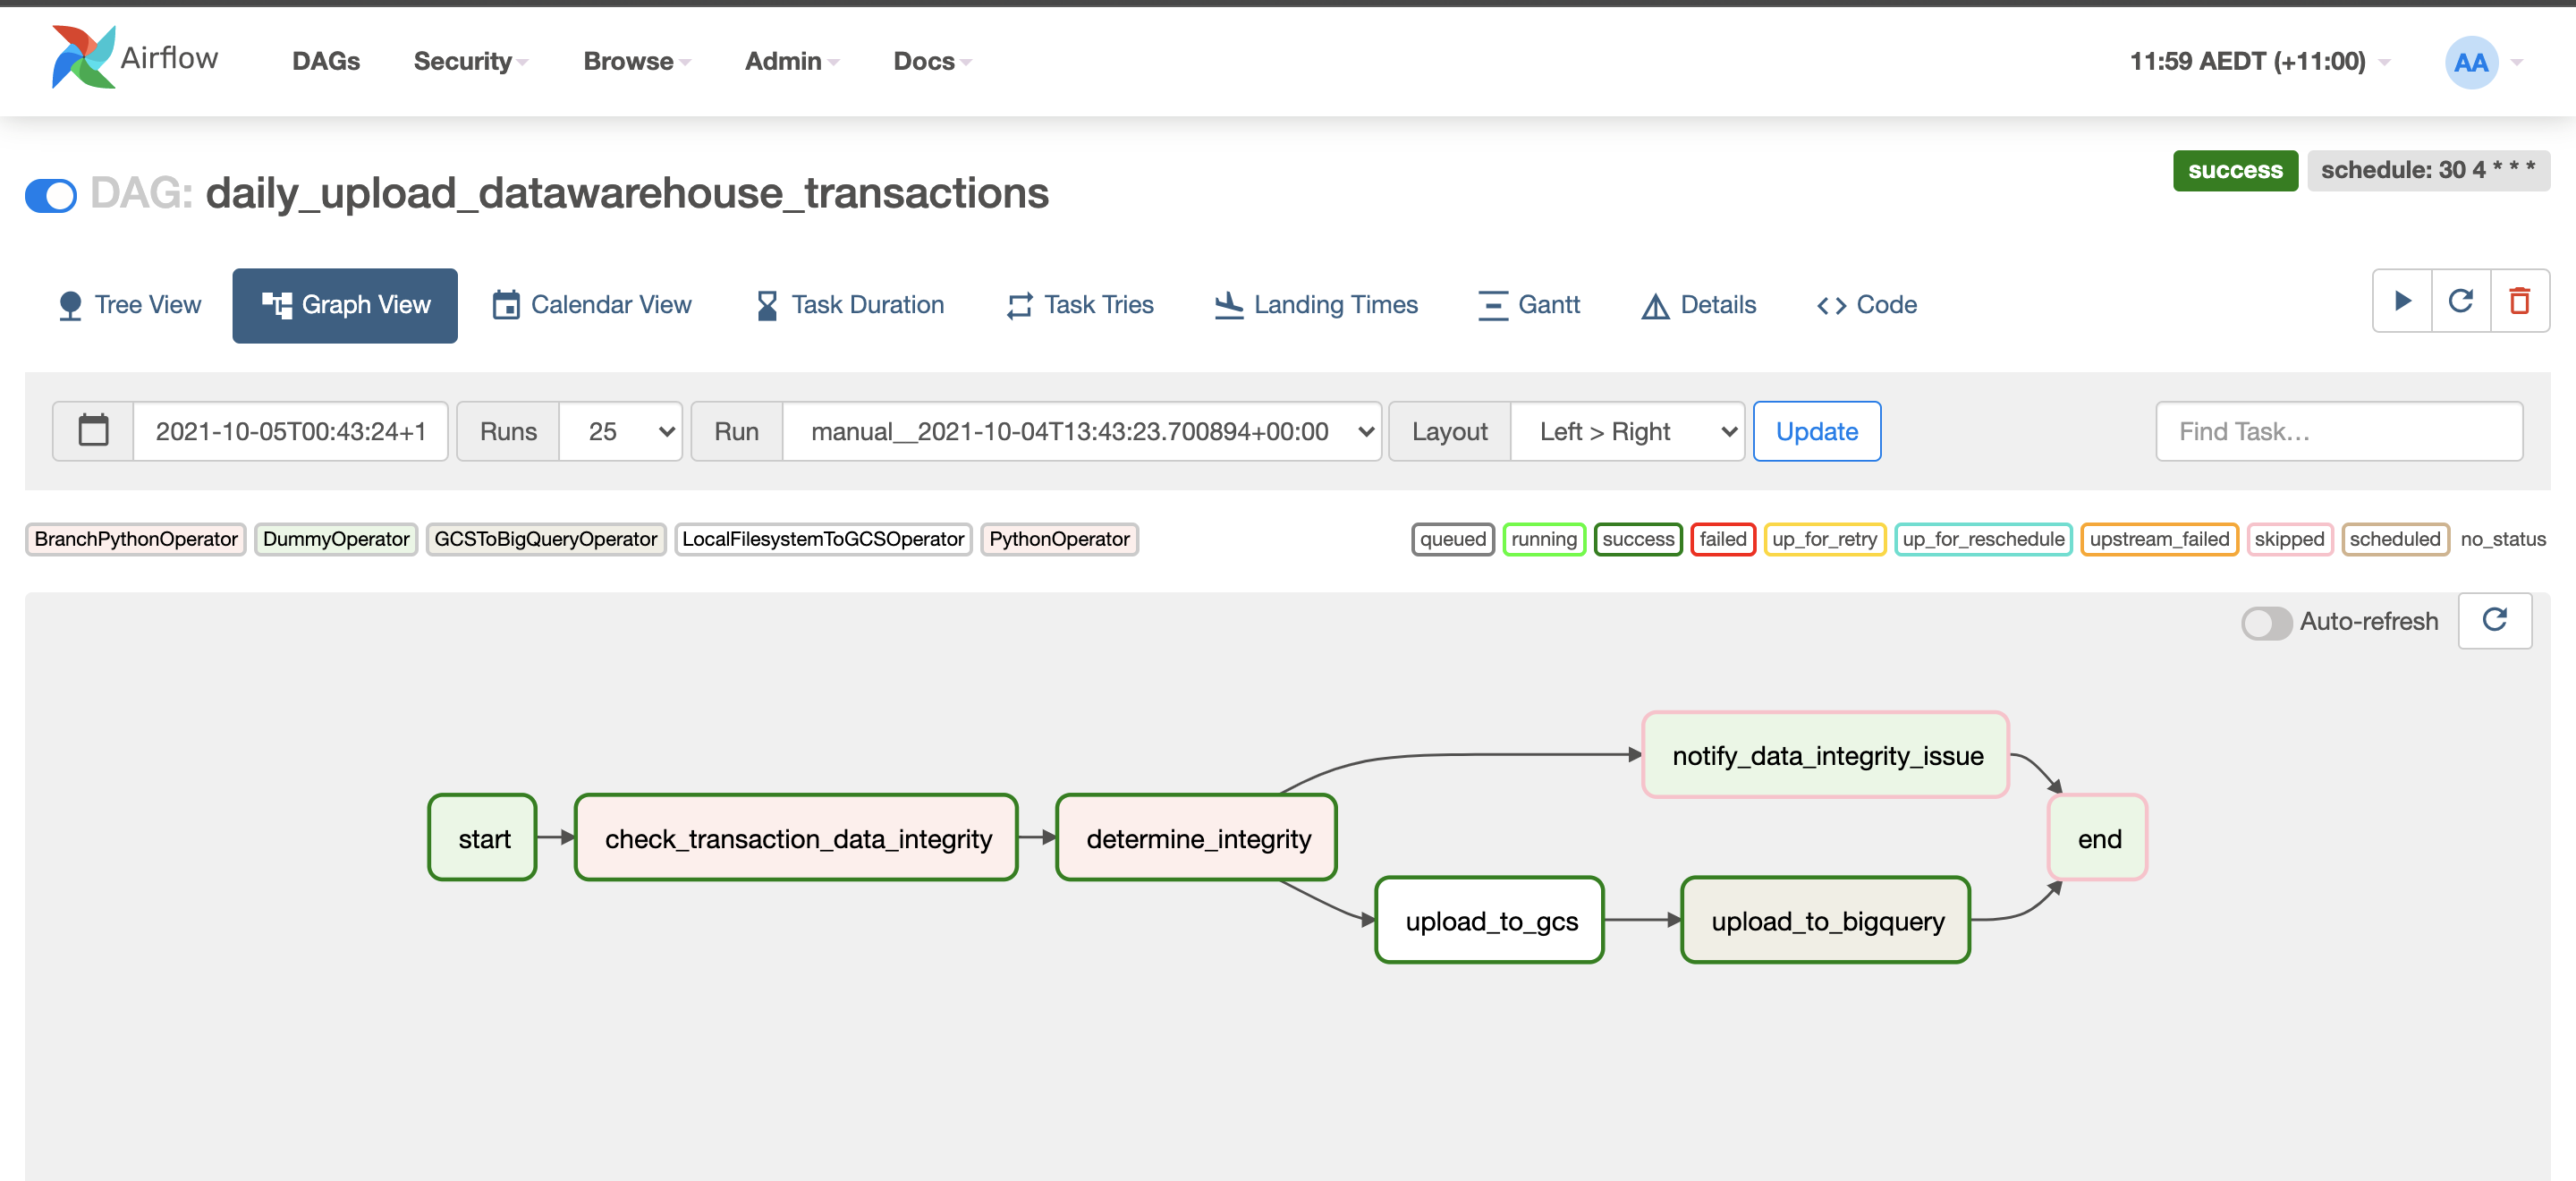 Airflow DAGs Security Browse Admin Docs 11:59 AEDT (+11:00) AA
success schedule: 30 4 * * *
DAG: daily_upload_datawarehouse_transactions
Tree View Graph View Calendar View Task Duration Task Tries Landing Times Gantt Details Code
2021-10-05T00:43:24+1 Runs 25 Run manual__2021-10-04T13:43:23.700894+00:00 Layout Left > Right Update Find Task…
BranchPythonOperator DummyOperator GCSToBigQueryOperator LocalFilesystemToGCSOperator PythonOperator queued running success failed up_for_retry up_for_reschedule upstream_failed skipped scheduled no_status
Auto-refresh
notify_data_integrity_issue
start check_transaction_data_integrity determine_integrity end
upload_to_gcs upload_to_bigquery